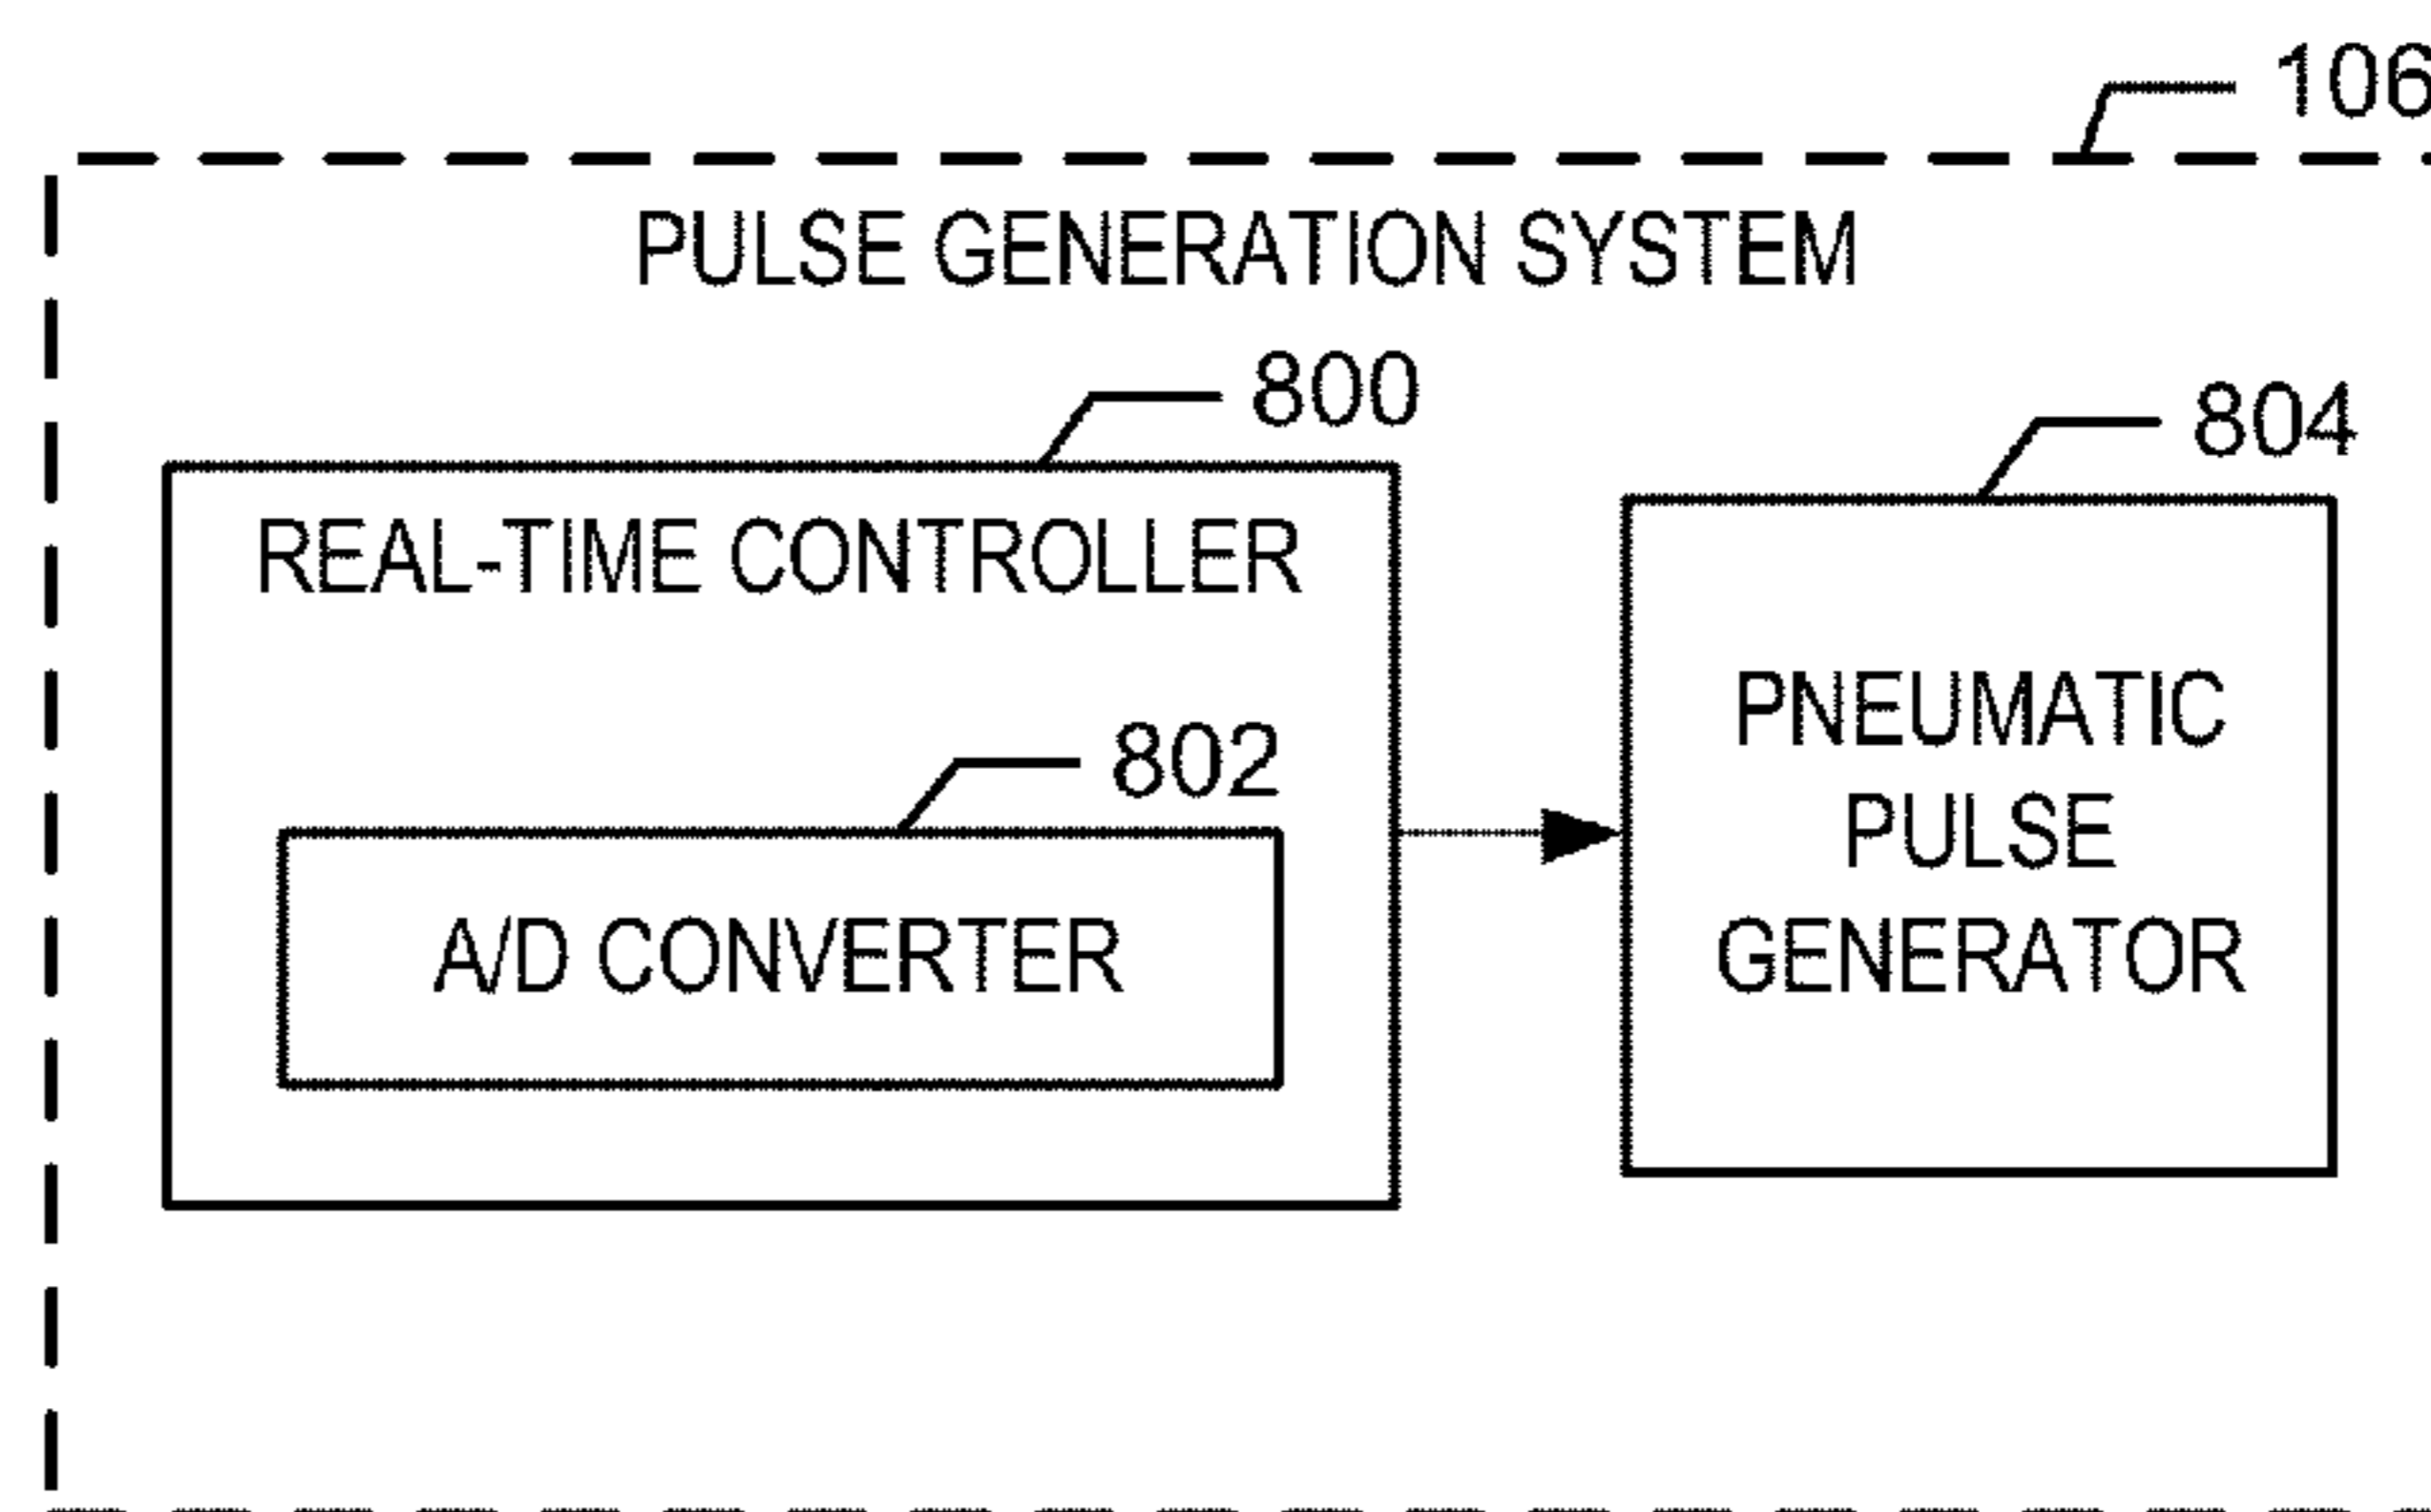 106
PULSE GENERATION SYSTEM
800
804
REAL-TIME CONTROLLER
802
PNEUMATIC
PULSE
GENERATOR
A/D CONVERTER